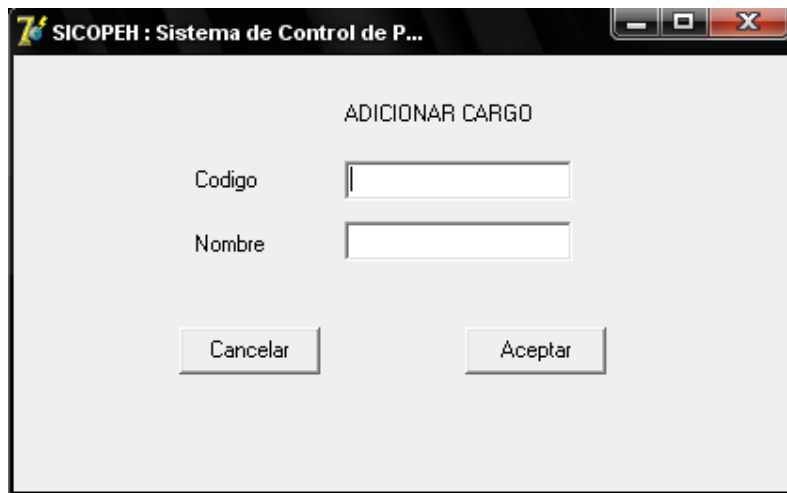 SICOPEH : Sistema de Control de P...
ADICIONAR CARGO
Codigo
Nombre
Cancelar
Aceptar